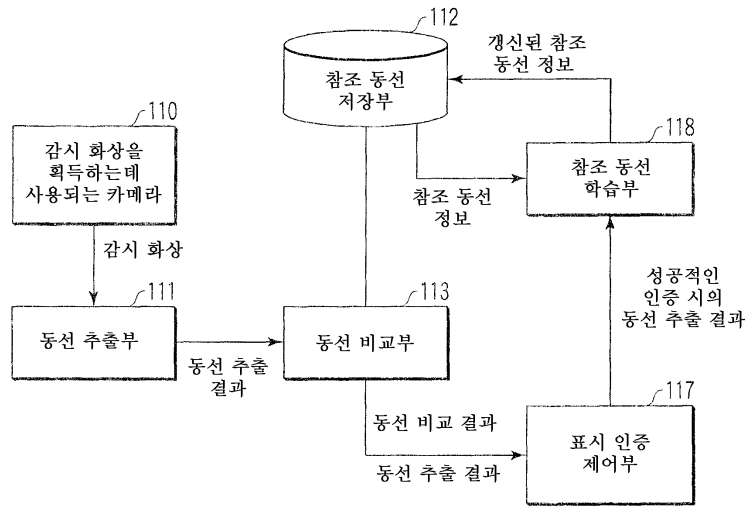 112
참조 동선
저장부
갱신된 참조
동선 정보
110
감시 화상을
획득하는데
사용되는 카메라
118
참조 동선
학습부
참조 동선
정보
감시 화상
111
동선 추출부
동선 추출
결과
113
동선 비교부
성공적인
인증 시의
동선 추출 결과
동선 비교 결과
동선 추출 결과
117
표시 인증
제어부